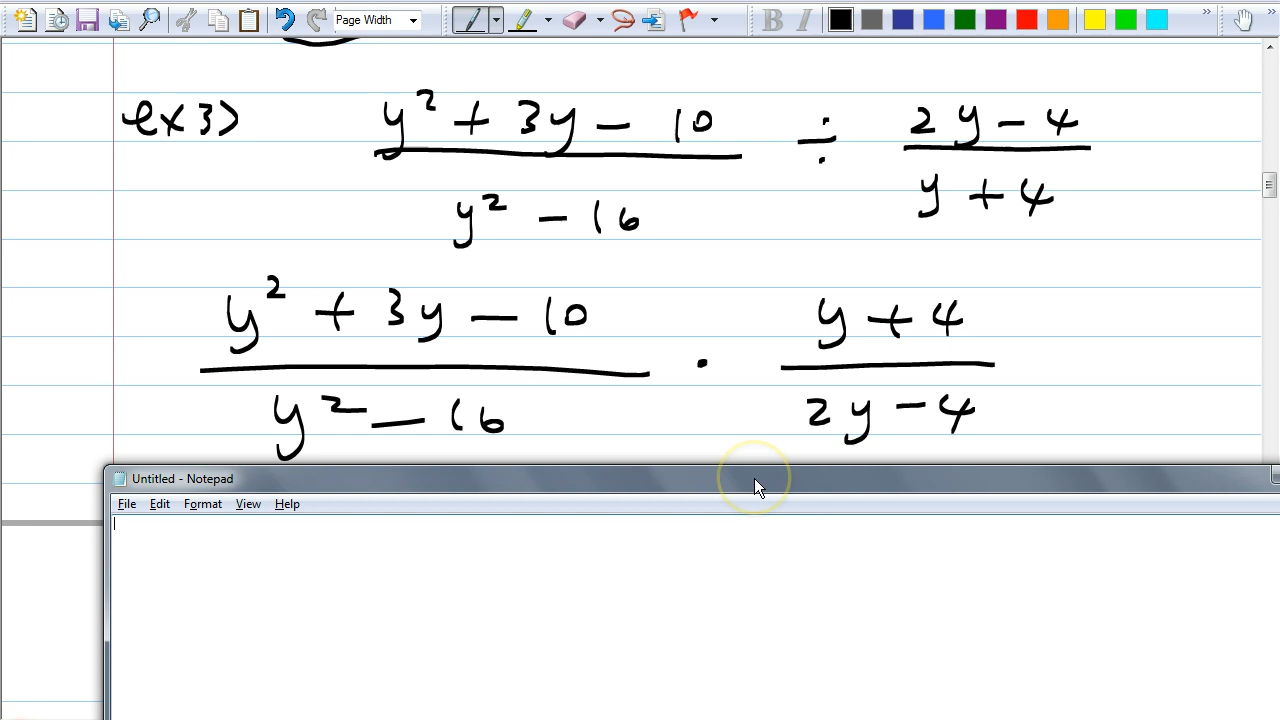 Page Width
B I
ex 3) y² + 3y - 10 ÷ 2y - 4
y² - 16 y + 4
y² + 3y - 10 · y + 4
y² - 16 2y - 4
Untitled - Notepad
File Edit Format View Help